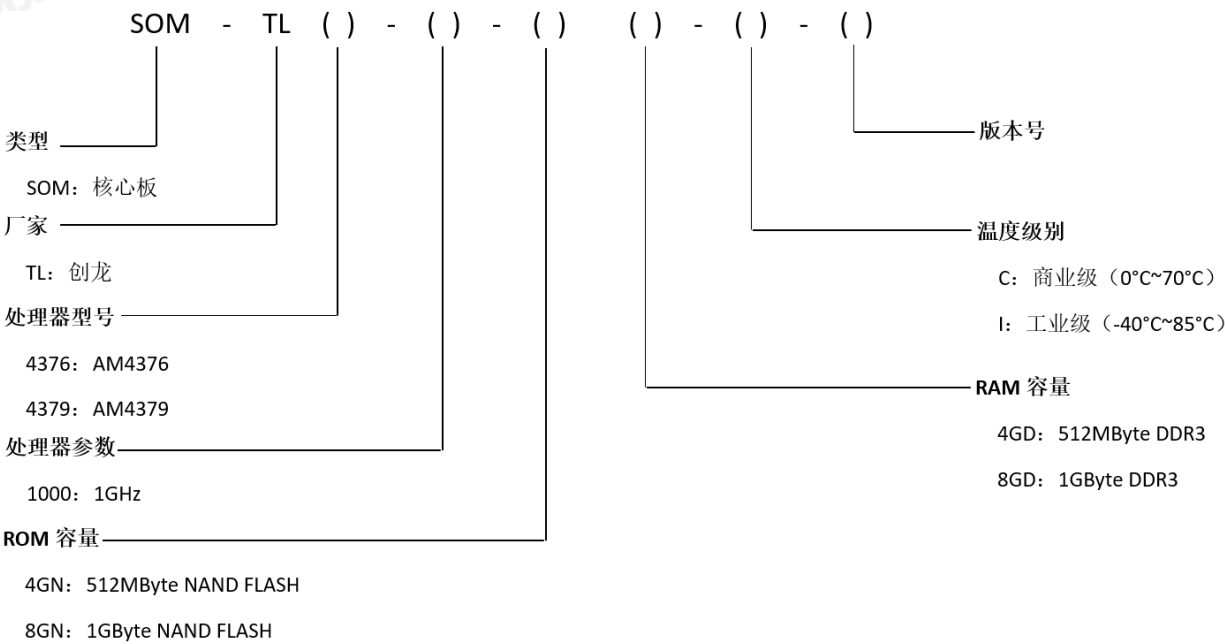 SOM - TL ( ) - ( ) - ( ) ( ) - ( ) - ( )
类型
SOM：核心板
厂家
TL：创龙
处理器型号
4376：AM4376
4379：AM4379
处理器参数
1000：1GHz
ROM 容量
4GN：512MByte NAND FLASH
8GN：1GByte NAND FLASH
版本号
温度级别
C：商业级（0°C~70°C）
I：工业级（-40°C~85°C）
RAM 容量
4GD：512MByte DDR3
8GD：1GByte DDR3